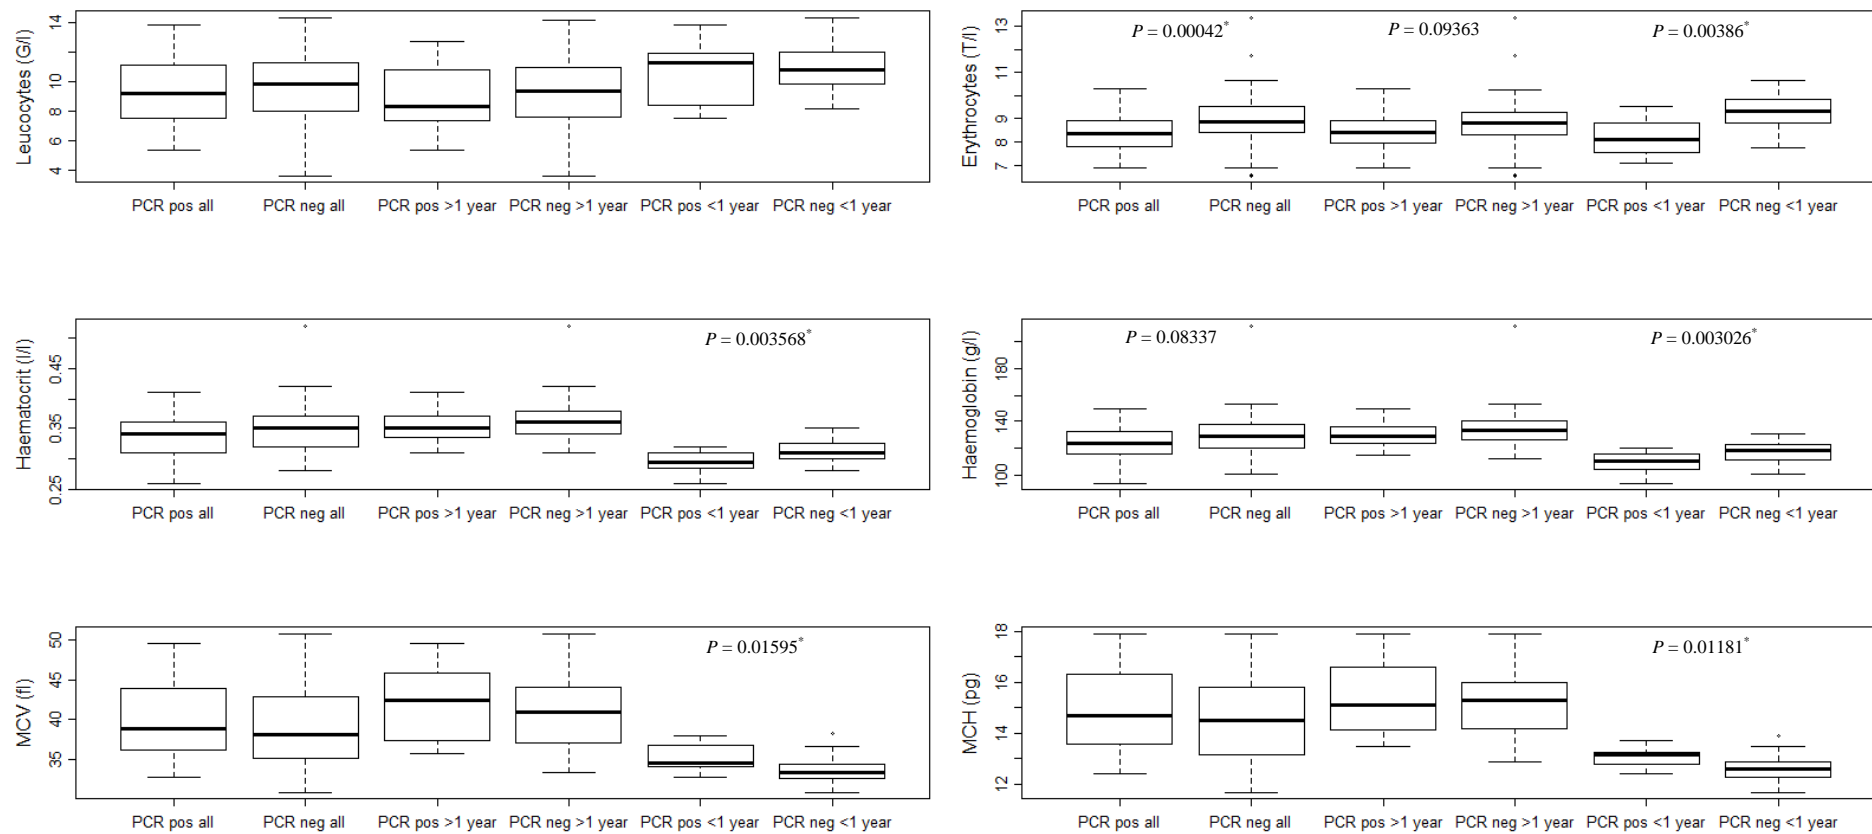 Leucocytes (G/l)
14
10
8
6
4
PCR pos all PCR neg all PCR pos >1 year PCR neg >1 year PCR pos <1 year PCR neg <1 year
Erythrocytes (T/l)
13
11
9
8
7
P = 0.00042* P = 0.09363 P = 0.00386*
PCR pos all PCR neg all PCR pos >1 year PCR neg >1 year PCR pos <1 year PCR neg <1 year
Haematocrit (l/l)
0.45
0.35
0.25
P = 0.003568*
PCR pos all PCR neg all PCR pos >1 year PCR neg >1 year PCR pos <1 year PCR neg <1 year
Haemoglobin (g/l)
180
140
100
P = 0.08337 P = 0.003026*
PCR pos all PCR neg all PCR pos >1 year PCR neg >1 year PCR pos <1 year PCR neg <1 year
MCV (fl)
50
45
40
35
P = 0.01595*
PCR pos all PCR neg all PCR pos >1 year PCR neg >1 year PCR pos <1 year PCR neg <1 year
MCH (pg)
18
16
14
12
P = 0.01181*
PCR pos all PCR neg all PCR pos >1 year PCR neg >1 year PCR pos <1 year PCR neg <1 year